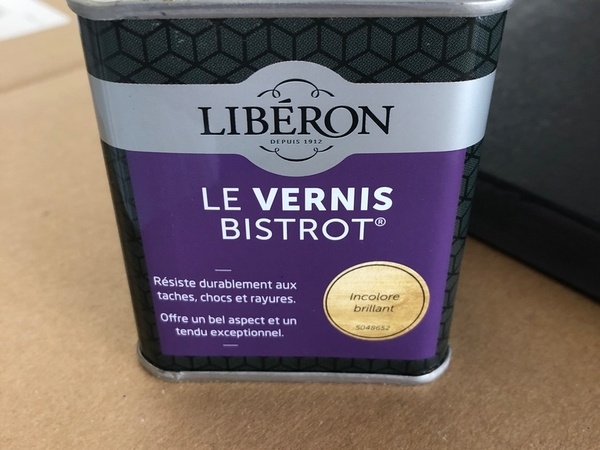 LIBÉRON
DEPUIS 1912
LE VERNIS
BISTROT®
Résiste durablement aux
taches, chocs et rayures.
Offre un bel aspect et un
tendu exceptionnel.
Incolore
brillant
5048652